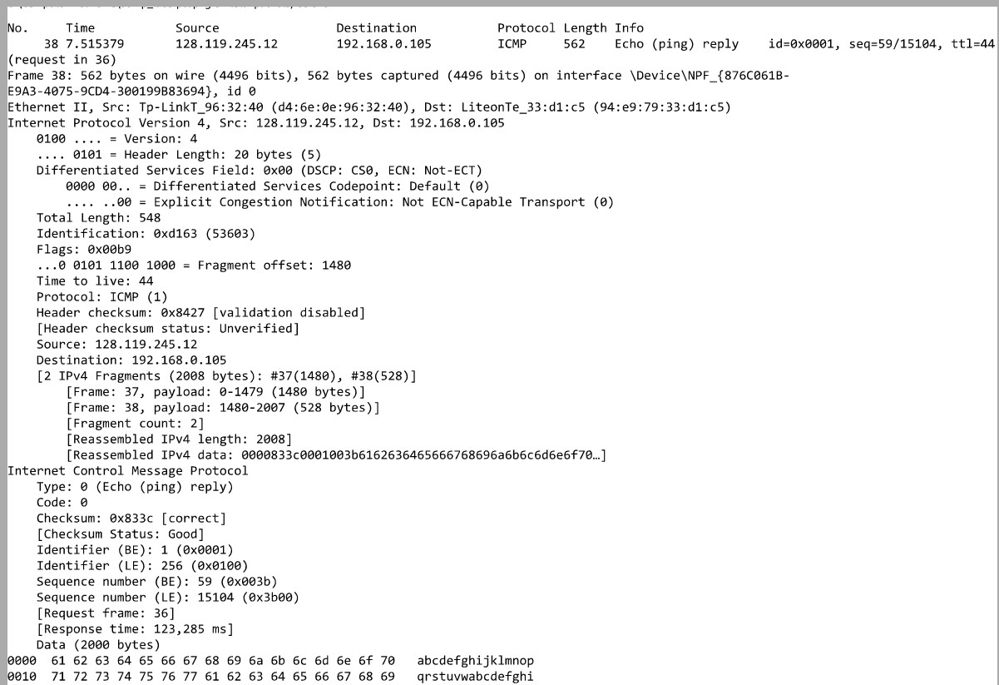 No. Time Source Destination Protocol Length Info
38 7.515379 128.119.245.12 192.168.0.105 ICMP 562 Echo (ping) reply id=0x0001, seq=59/15104, ttl=44
(request in 36)
Frame 38: 562 bytes on wire (4496 bits), 562 bytes captured (4496 bits) on interface \Device\NPF_{876C061B-
E9A3-4075-9CD4-300199B83694}, id 0
Ethernet II, Src: Tp-LinkT_96:32:40 (d4:6e:0e:96:32:40), Dst: LiteonTe_33:d1:c5 (94:e9:79:33:d1:c5)
Internet Protocol Version 4, Src: 128.119.245.12, Dst: 192.168.0.105
0100 .... = Version: 4
.... 0101 = Header Length: 20 bytes (5)
Differentiated Services Field: 0x00 (DSCP: CS0, ECN: Not-ECT)
0000 00.. = Differentiated Services Codepoint: Default (0)
.... ..00 = Explicit Congestion Notification: Not ECN-Capable Transport (0)
Total Length: 548
Identification: 0xd163 (53603)
Flags: 0x00b9
...0 0101 1100 1000 = Fragment offset: 1480
Time to live: 44
Protocol: ICMP (1)
Header checksum: 0x8427 [validation disabled]
[Header checksum status: Unverified]
Source: 128.119.245.12
Destination: 192.168.0.105
[2 IPv4 Fragments (2008 bytes): #37(1480), #38(528)]
[Frame: 37, payload: 0-1479 (1480 bytes)]
[Frame: 38, payload: 1480-2007 (528 bytes)]
[Fragment count: 2]
[Reassembled IPv4 length: 2008]
[Reassembled IPv4 data: 0000833c0001003b6162636465666768696a6b6c6d6e6f70…]
Internet Control Message Protocol
Type: 0 (Echo (ping) reply)
Code: 0
Checksum: 0x833c [correct]
[Checksum Status: Good]
Identifier (BE): 1 (0x0001)
Identifier (LE): 256 (0x0100)
Sequence number (BE): 59 (0x003b)
Sequence number (LE): 15104 (0x3b00)
[Request frame: 36]
[Response time: 123,285 ms]
Data (2000 bytes)
0000 61 62 63 64 65 66 67 68 69 6a 6b 6c 6d 6e 6f 70 abcdefghijklmnop
0010 71 72 73 74 75 76 77 61 62 63 64 65 66 67 68 69 qrstuvwabcdefghi